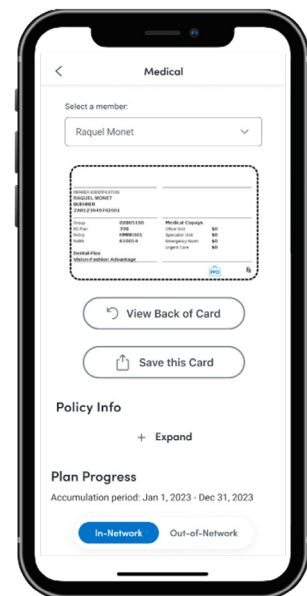 Medical
Select a member:
Raquel Monet
MEMBER IDENTIFICATION
RAQUEL MONET
Group
Medical Copays
Office Visit $0
Specialist Visit $0
Emergency Room $0
Urgent Care $0
Dental-Flex
Vision-Fashion Advantage
PPO
View Back of Card
Save this Card
Policy Info
+ Expand
Plan Progress
Accumulation period: Jan 1, 2023 - Dec 31, 2023
In-Network Out-of-Network